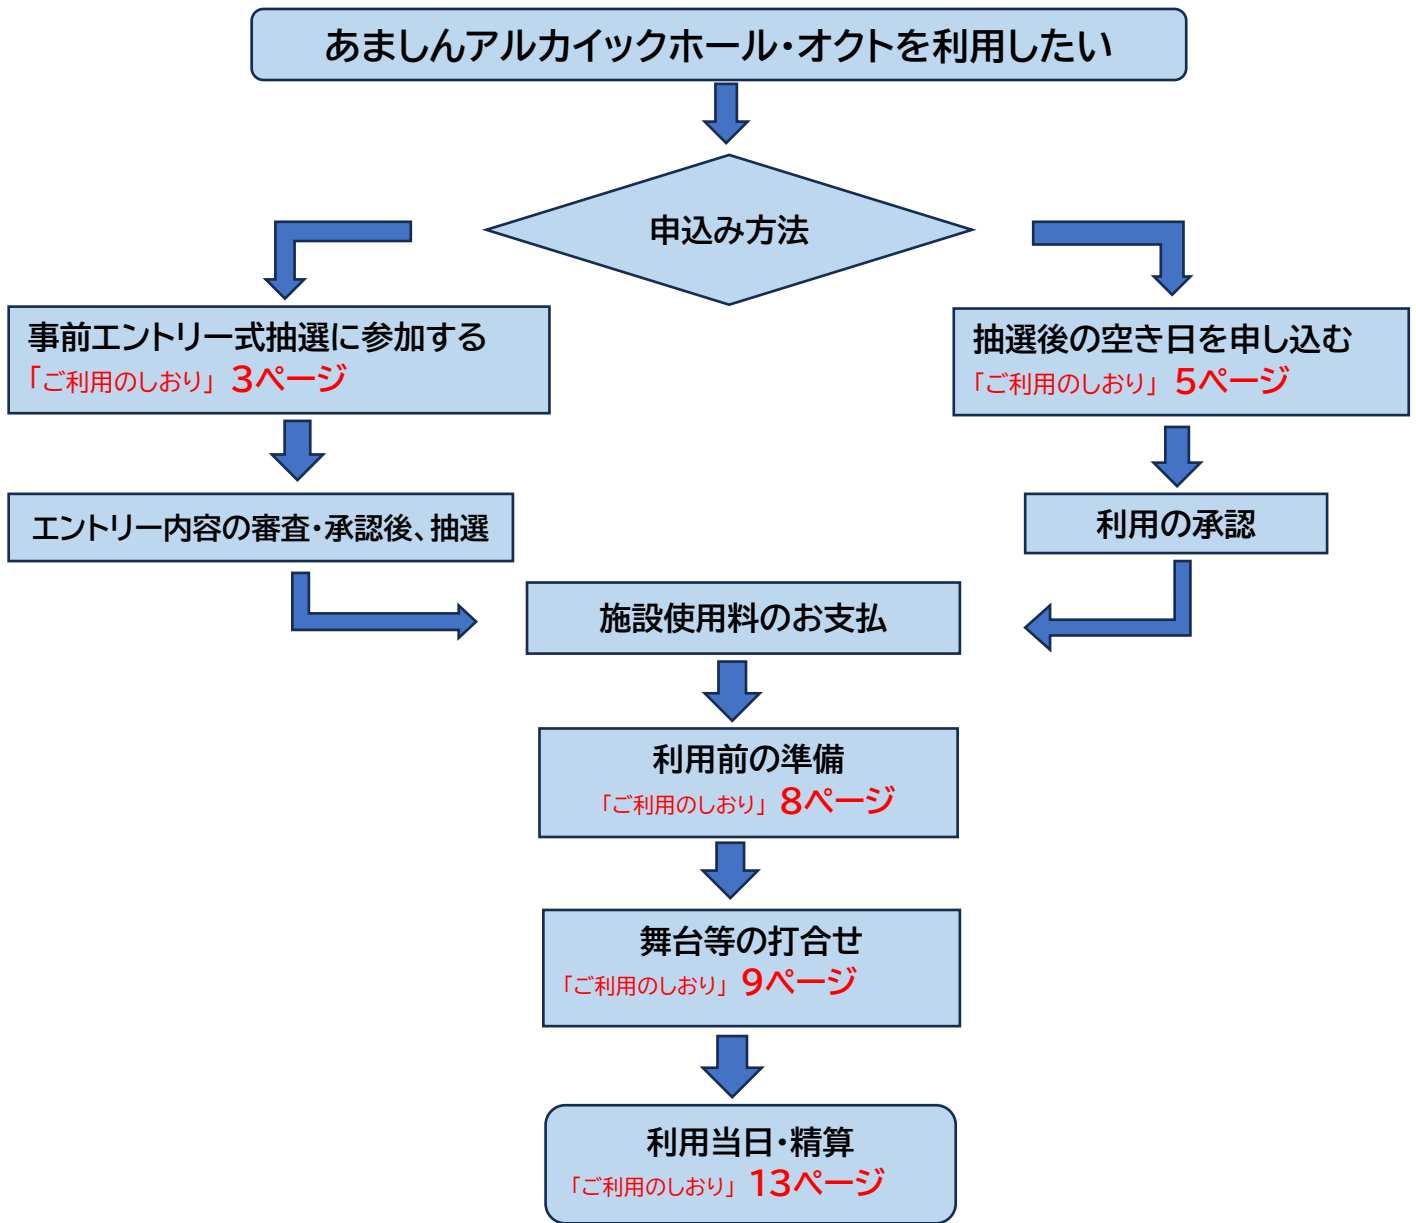 あましんアルカイックホール・オクトを利用したい
申込み方法
事前エントリー式抽選に参加する
「ご利用のしおり」 3ページ
抽選後の空き日を申し込む
「ご利用のしおり」 5ページ
エントリー内容の審査・承認後、抽選
利用の承認
施設使用料のお支払
利用前の準備
「ご利用のしおり」 8ページ
舞台等の打合せ
「ご利用のしおり」 9ページ
利用当日・精算
「ご利用のしおり」 13ページ